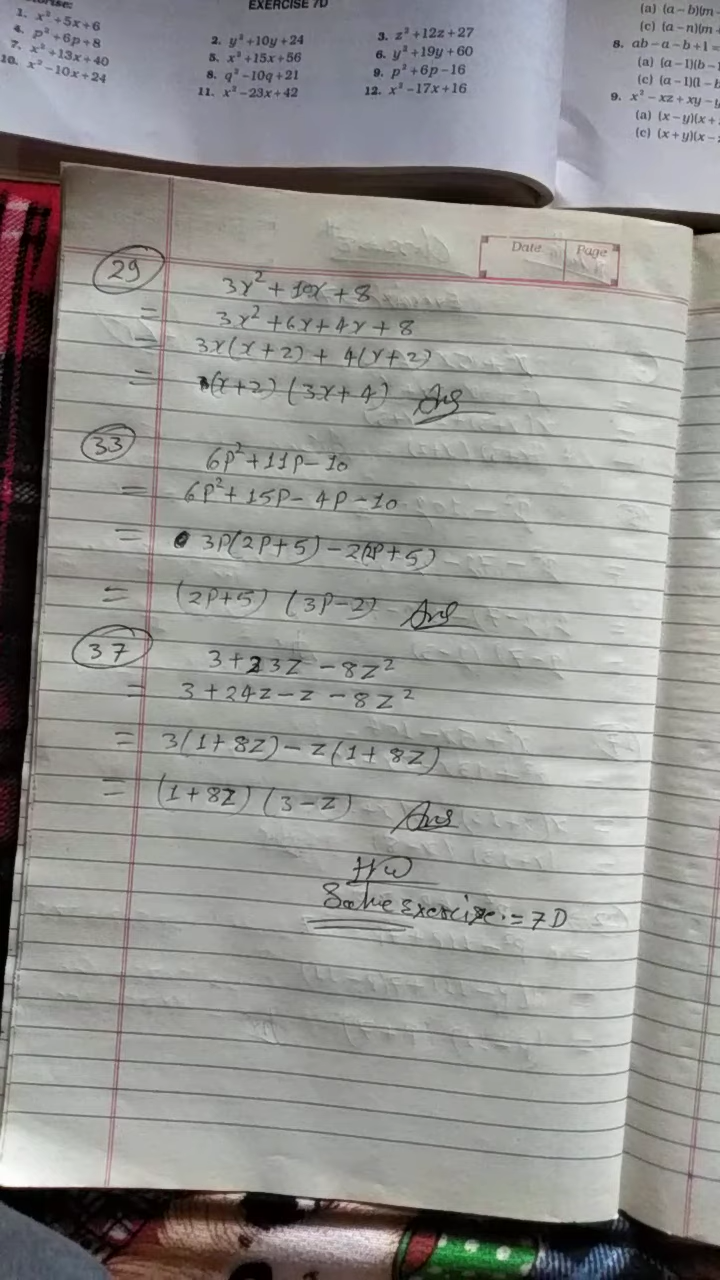 EXERCISE 7D
1. x² +5x+6
2. y² +10y+24
3. z² +12z+27
4. p² +6p+8
5. x² +15x+56
6. y² +19y+60
7. x² +13x+40
8. q² -10q+21
9. p² +6p-16
10. x² -10x+24
11. x² -23x+42
12. x² -17x+16
(a) (a-b)(m-
(c) (a-n)(m+
8. ab-a-b+1=
(a) (a-1)(b-1
(c) (a-1)(1-b
9. x² -xz+xy-y
(a) (x-y)(x+
(c) (x+y)(x-
Date Page
29 3x²+10x+8
= 3x²+6x+4x+8
= 3x(x+2) + 4(x+2)
= (x+2) (3x+4) Ans
33 6p²+11p-10
= 6p²+15p-4p-10
= 3p(2p+5)-2(2p+5)
= (2p+5) (3p-2) Ans
37 3+23z-8z²
= 3+24z-z-8z²
= 3(1+8z)-z(1+8z)
= (1+8z) (3-z) Ans
HW
Solve Exercise:= 7D